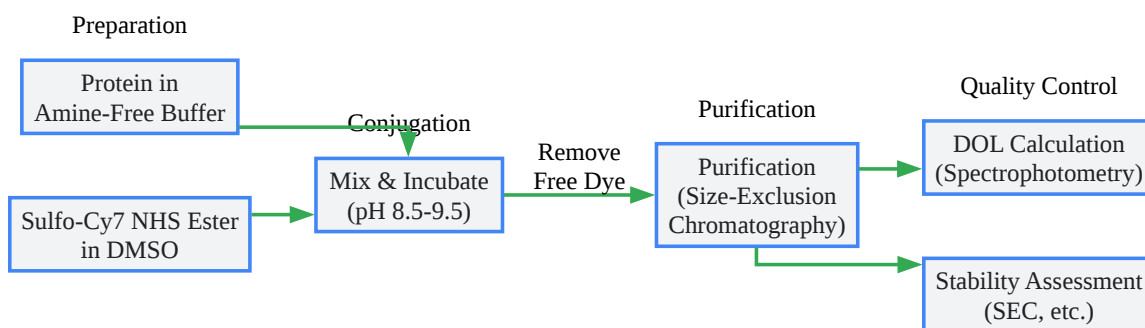 Preparation
Protein in
Amine-Free Buffer
Sulfo-Cy7 NHS Ester
in DMSO
Conjugation
Mix & Incubate
(pH 8.5-9.5)
Remove
Free Dye
Purification
Purification
(Size-Exclusion
Chromatography)
Quality Control
DOL Calculation
(Spectrophotometry)
Stability Assessment
(SEC, etc.)